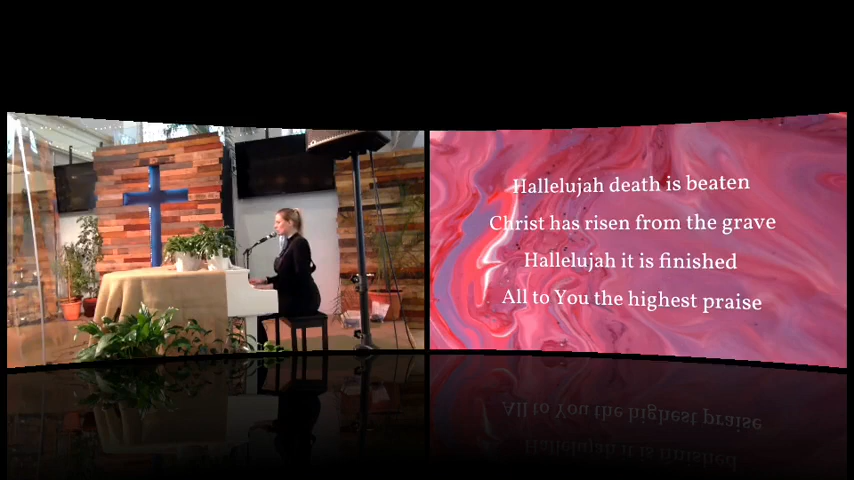 Hallelujah death is beaten
Christ has risen from the grave
Hallelujah it is finished
All to You the highest praise